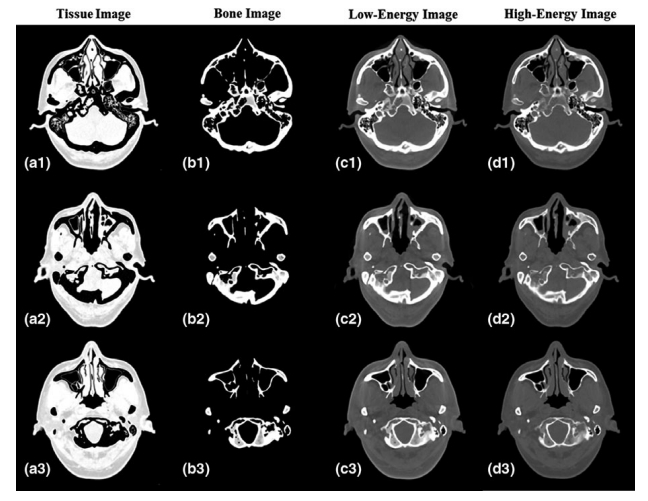 Tissue Image Bone Image Low-Energy Image High-Energy Image
(a1) (b1) (c1) (d1)
(a2) (b2) (c2) (d2)
(a3) (b3) (c3) (d3)